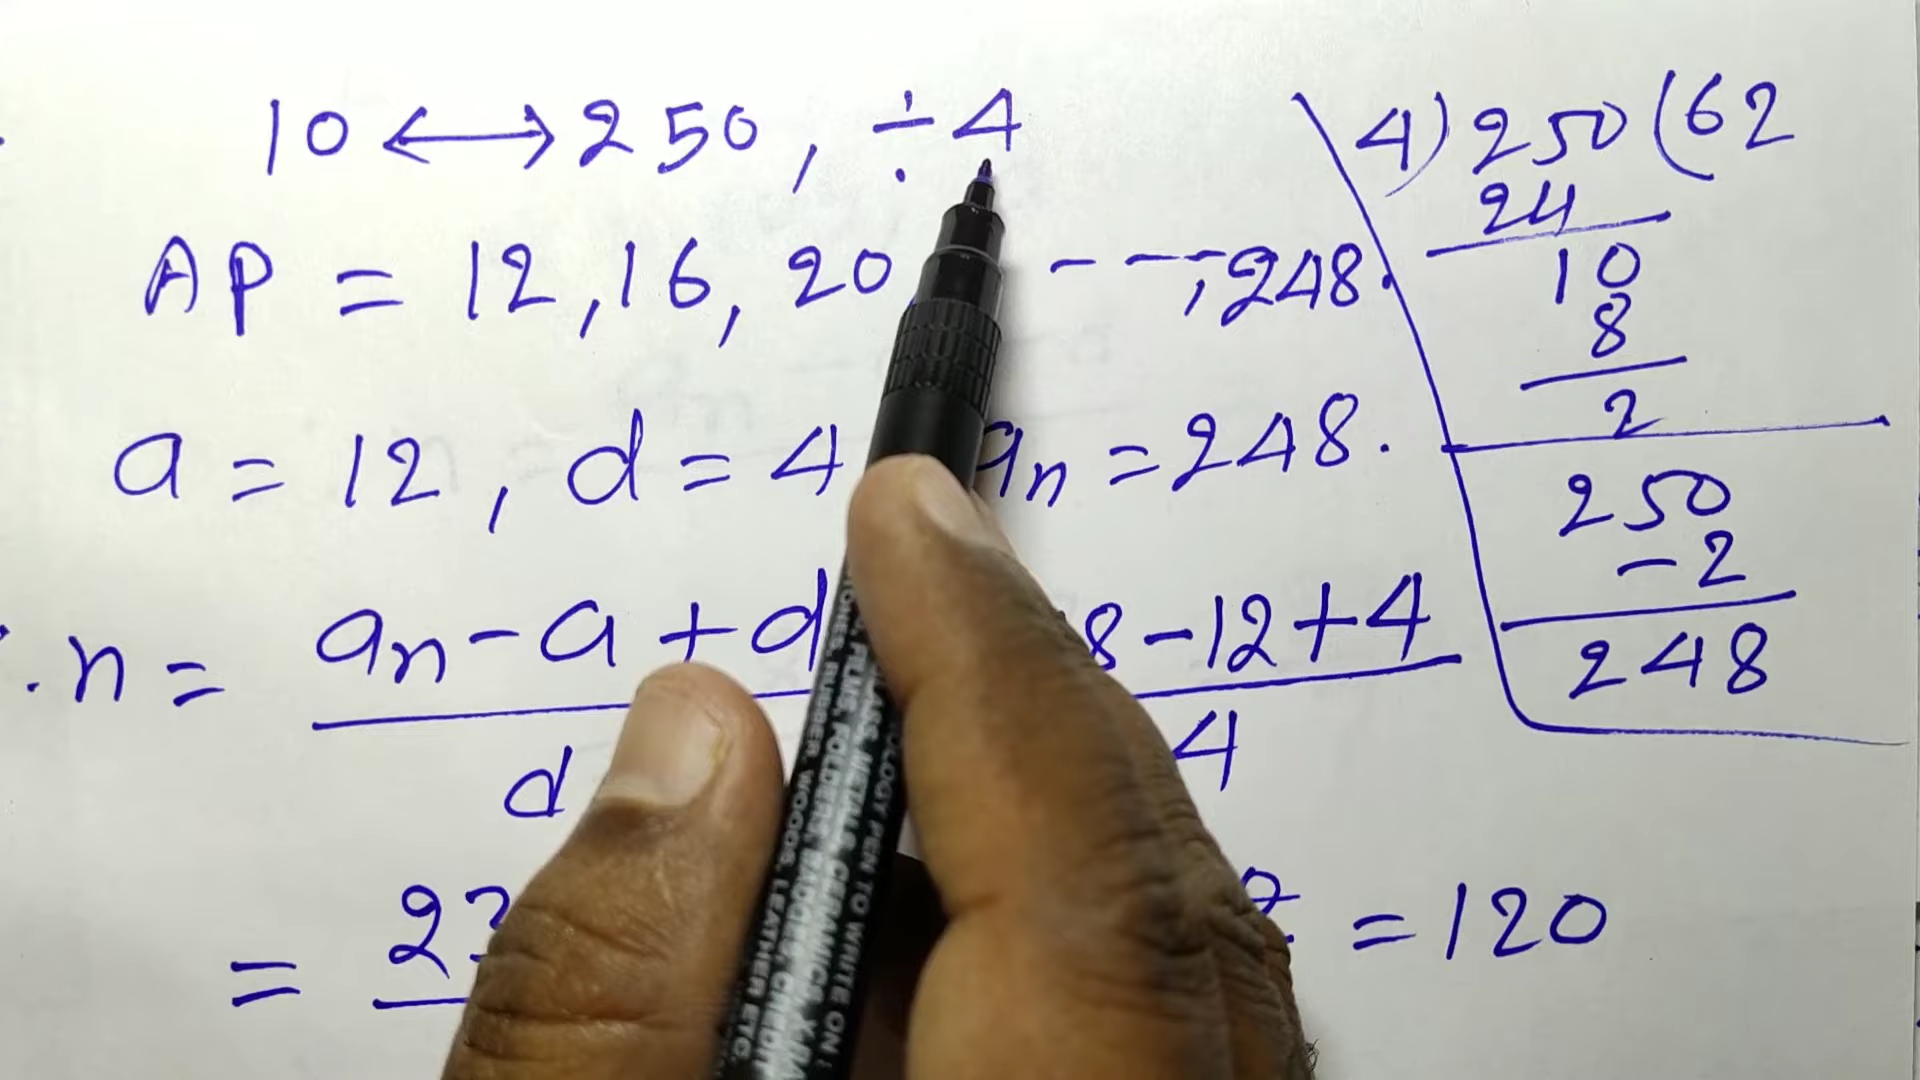 10 ↔ 250, ÷4
AP = 12, 16, 20 - - -, 248.
a = 12, d = 4 an = 248.
n = an - a + d 8 - 12 + 4
d 4
= 23 = 120
4) 250 (62
24
10
8
2
250
- 2
248